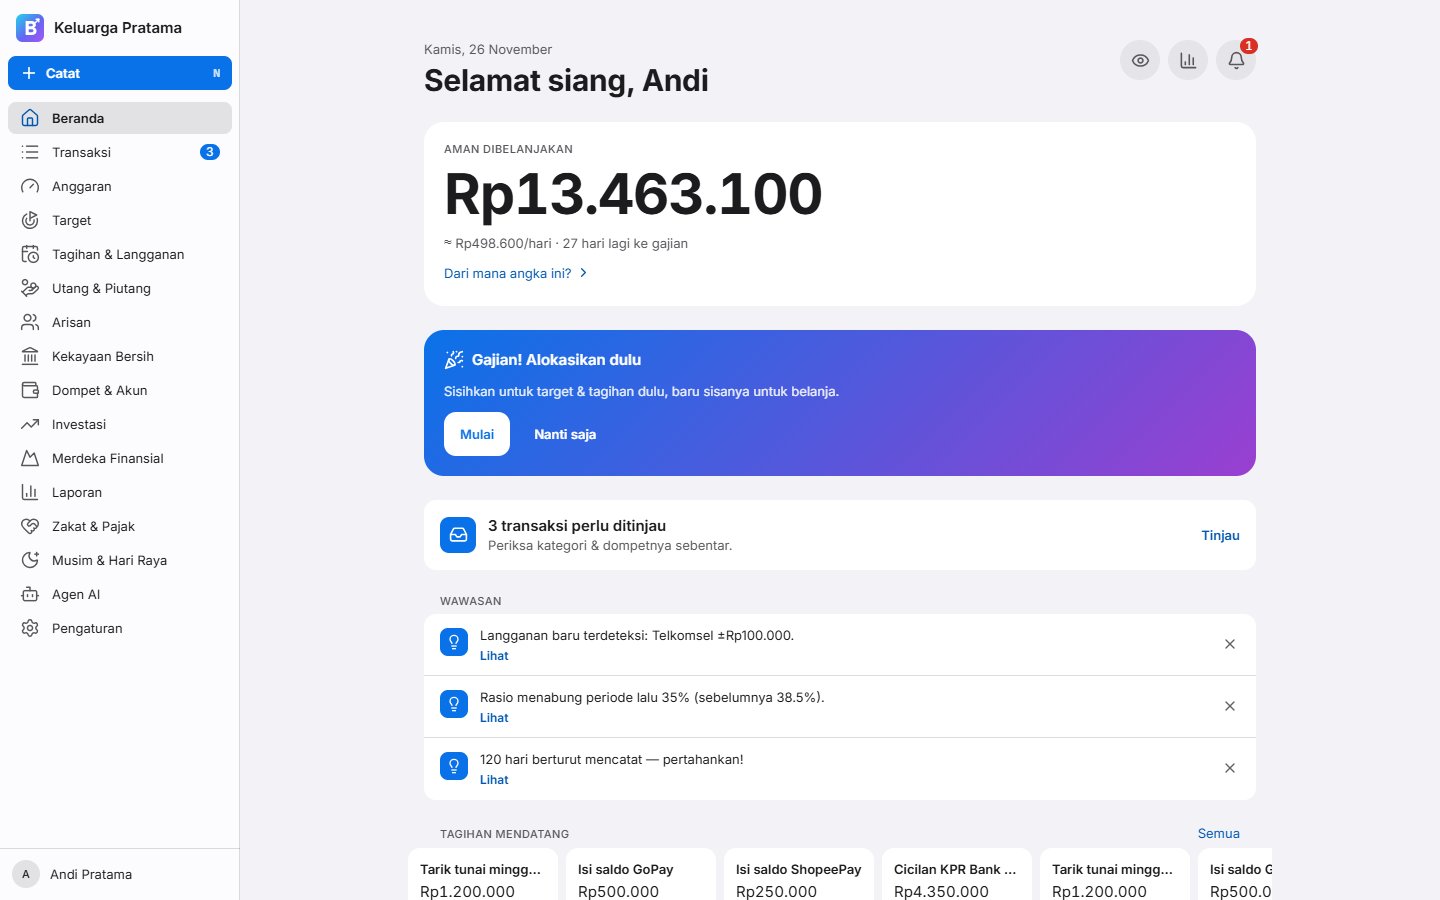 Keluarga Pratama
Catat N
Beranda
Transaksi 3
Anggaran
Target
Tagihan & Langganan
Utang & Piutang
Arisan
Kekayaan Bersih
Dompet & Akun
Investasi
Merdeka Finansial
Laporan
Zakat & Pajak
Musim & Hari Raya
Agen AI
Pengaturan
A Andi Pratama
Kamis, 26 November
Selamat siang, Andi
1
AMAN DIBELANJAKAN
Rp13.463.100
≈ Rp498.600/hari · 27 hari lagi ke gajian
Dari mana angka ini?
Gajian! Alokasikan dulu
Sisihkan untuk target & tagihan dulu, baru sisanya untuk belanja.
Mulai Nanti saja
3 transaksi perlu ditinjau
Periksa kategori & dompetnya sebentar.
Tinjau
WAWASAN
Langganan baru terdeteksi: Telkomsel ±Rp100.000.
Lihat
Rasio menabung periode lalu 35% (sebelumnya 38.5%).
Lihat
120 hari berturut mencatat — pertahankan!
Lihat
TAGIHAN MENDATANG Semua
Tarik tunai mingg...
Rp1.200.000
Isi saldo GoPay
Rp500.000
Isi saldo ShopeePay
Rp250.000
Cicilan KPR Bank ...
Rp4.350.000
Tarik tunai mingg...
Rp1.200.000
Isi saldo G
Rp500.0